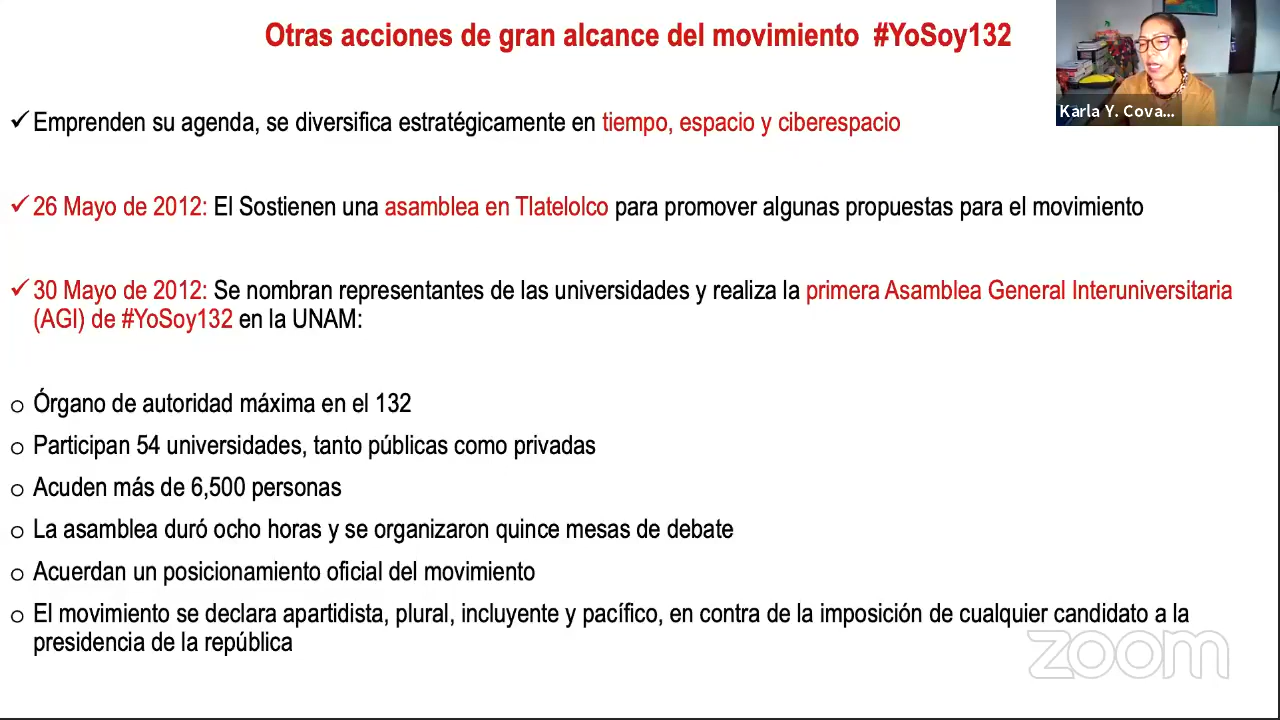 Otras acciones de gran alcance del movimiento #YoSoy132
Karla Y. Cova...
✓Emprenden su agenda, se diversifica estratégicamente en tiempo, espacio y ciberespacio
✓26 Mayo de 2012: El Sostienen una asamblea en Tlatelolco para promover algunas propuestas para el movimiento
✓30 Mayo de 2012: Se nombran representantes de las universidades y realiza la primera Asamblea General Interuniversitaria
(AGI) de #YoSoy132 en la UNAM:
o Órgano de autoridad máxima en el 132
o Participan 54 universidades, tanto públicas como privadas
o Acuden más de 6,500 personas
o La asamblea duró ocho horas y se organizaron quince mesas de debate
o Acuerdan un posicionamiento oficial del movimiento
o El movimiento se declara apartidista, plural, incluyente y pacífico, en contra de la imposición de cualquier candidato a la
presidencia de la república
zoom